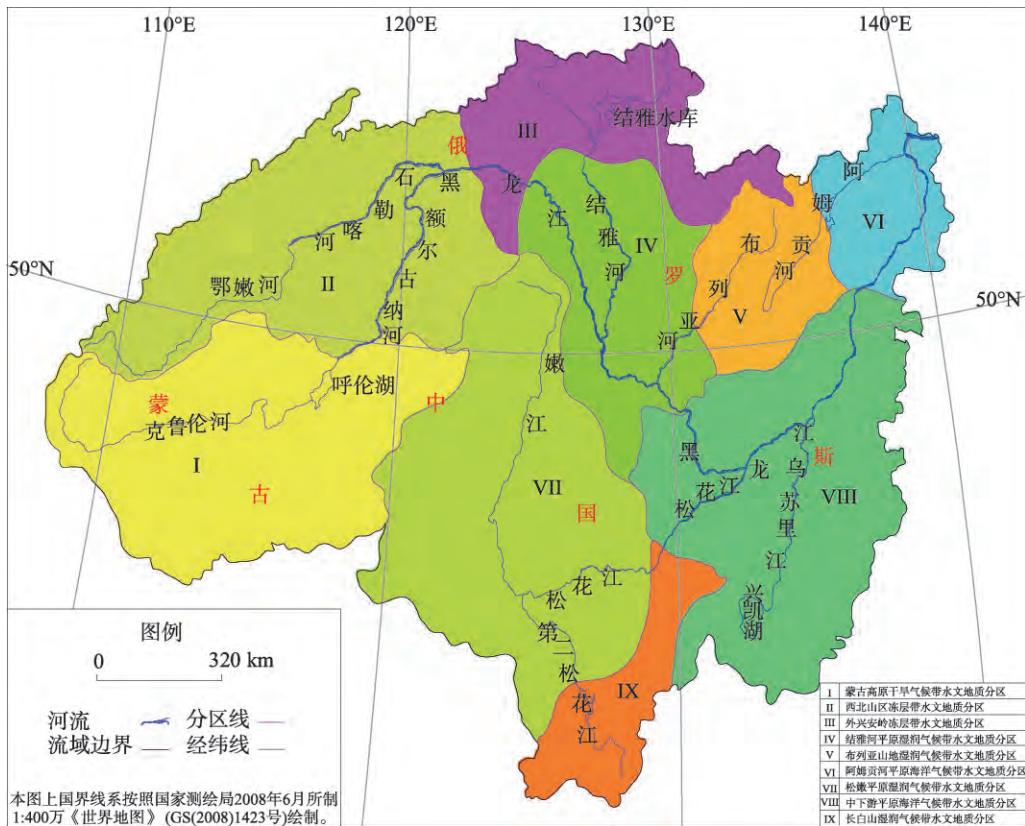 110°E
120°E
130°E
140°E
50°N
50°N
结雅水库
III
俄
石
勒
喀
河
黑
龙
江
额
尔
古
纳
河
鄂嫩河
II
结
雅
河
IV
罗
布
列
亚
河
V
阿
姆
贡
河
VI
呼伦湖
蒙
克鲁伦河
I
古
中
嫩
江
VII
国
黑
龙
江
松
花
江
乌
苏
里
江
斯
VIII
兴
凯
湖
松
花
江
第
二
松
花
江
IX
图例
0 320 km
河流 分区线
流域边界 经纬线
本图上国界线系按照国家测绘局2008年6月所制
1:400万《世界地图》(GS(2008)1423号)绘制。
I 蒙古高原干旱气候带水文地质分区
II 西北山区冻层带水文地质分区
III 外兴安岭冻层带水文地质分区
IV 结雅河平原湿润气候带水文地质分区
V 布列亚山地湿润气候带水文地质分区
VI 阿姆贡河平原海洋气候带水文地质分区
VII 松嫩平原湿润气候带水文地质分区
VIII 中下游平原海洋气候带水文地质分区
IX 长白山湿润气候带水文地质分区